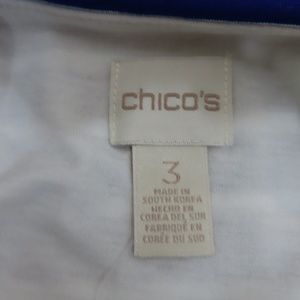 chico's
3
MADE IN
SOUTH KOREA
HECHO EN
COREA DEL SUR
FABRIQUÉ EN
CORÉE DU SUD